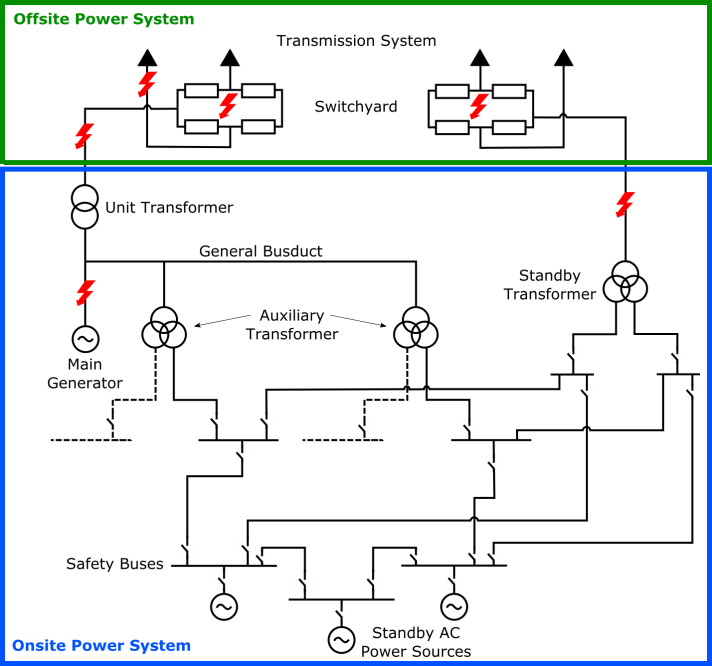 Offsite Power System
Transmission System
Switchyard
Unit Transformer
General Busduct
Standby
Transformer
Auxiliary
Transformer
Main
Generator
Safety Buses
Standby AC
Power Sources
Onsite Power System